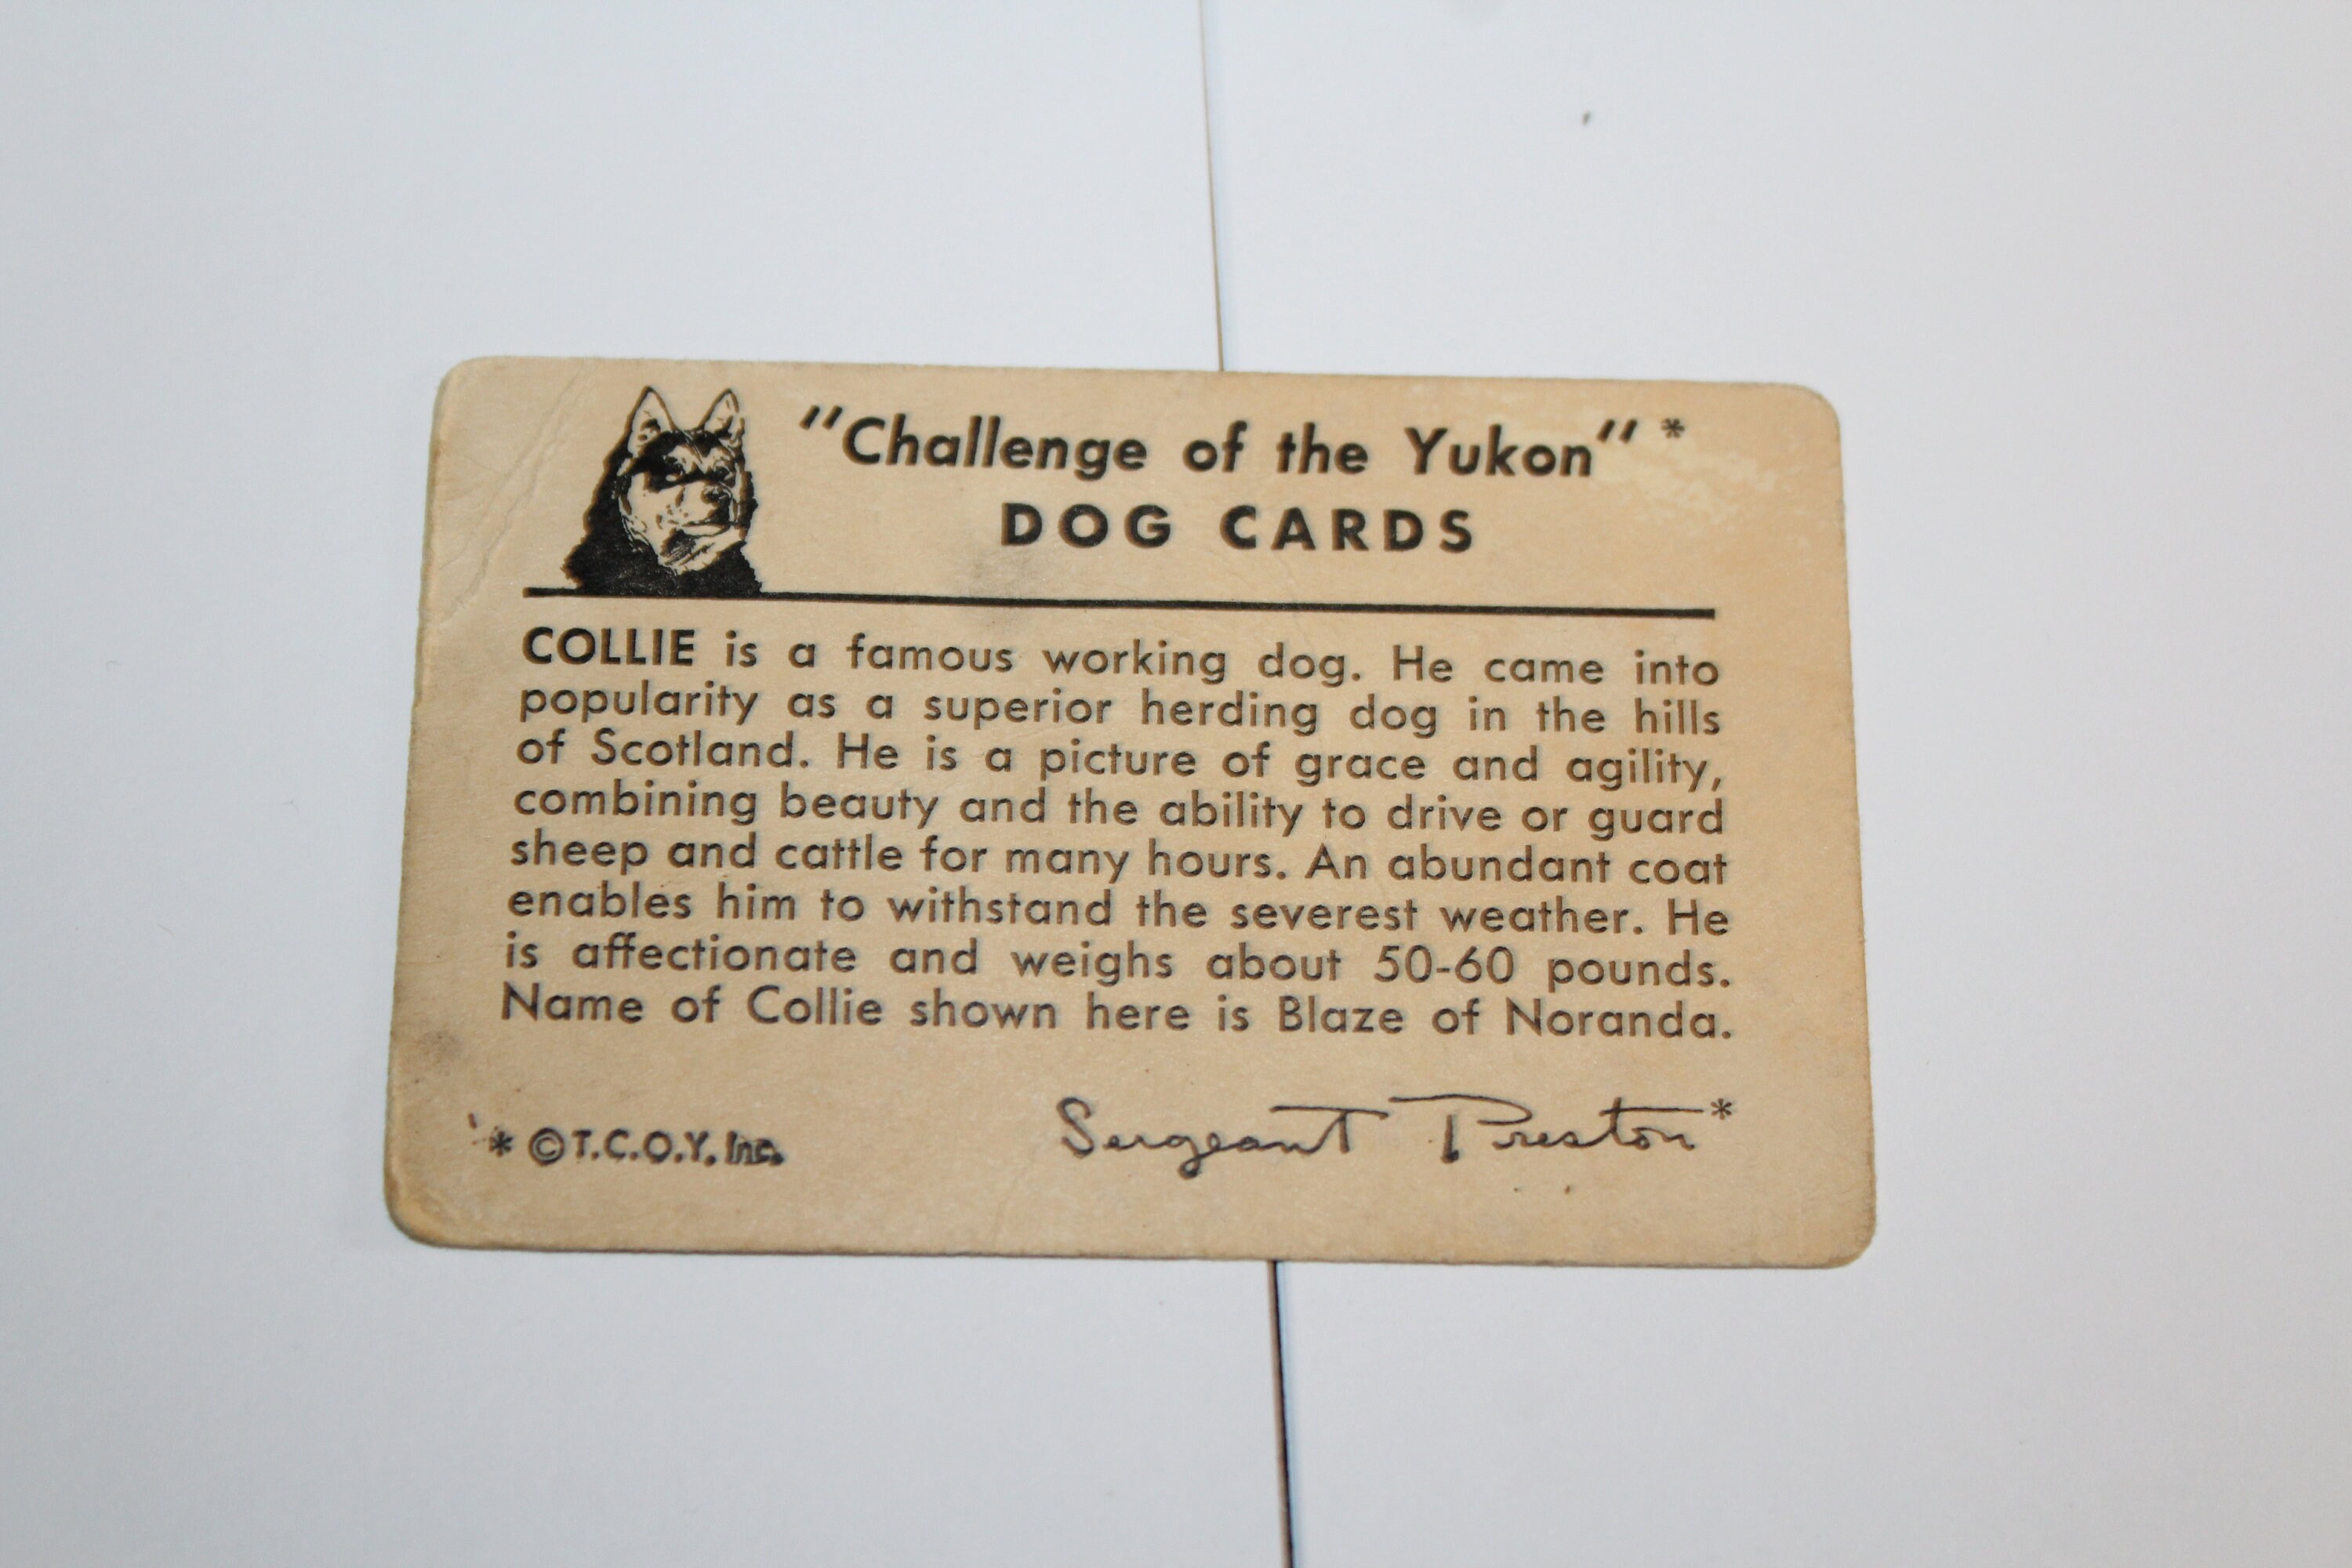 "Challenge of the Yukon" *
DOG CARDS
COLLIE is a famous working dog. He came into
popularity as a superior herding dog in the hills
of Scotland. He is a picture of grace and agility,
combining beauty and the ability to drive or guard
sheep and cattle for many hours. An abundant coat
enables him to withstand the severest weather. He
is affectionate and weighs about 50-60 pounds.
Name of Collie shown here is Blaze of Noranda.
* © T.C.O.Y. Inc. Sergeant Preston*